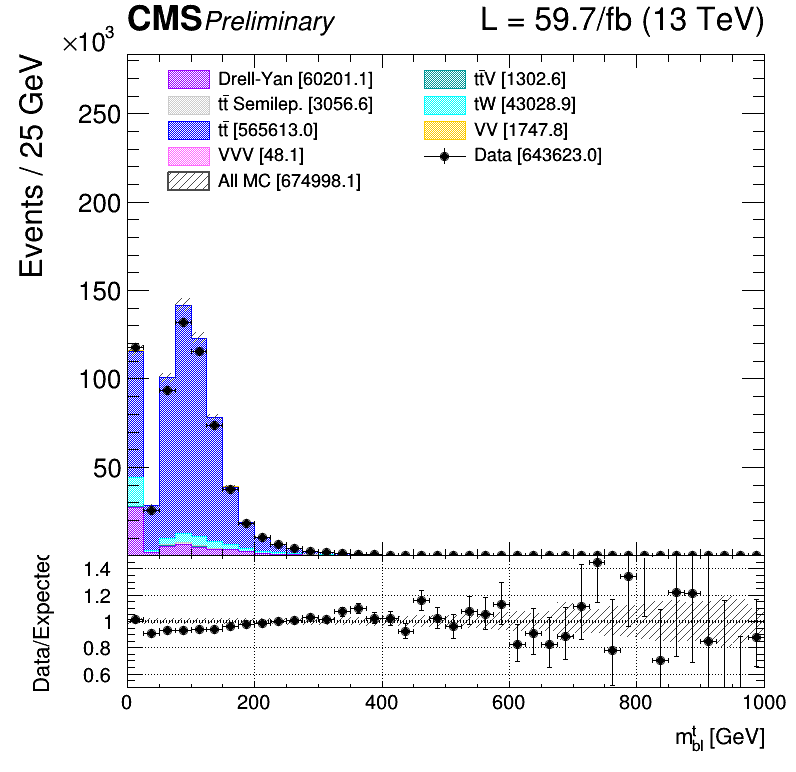 CMS Preliminary L = 59.7/fb (13 TeV)
×10³
Events / 25 GeV
250
200
150
100
50
Drell-Yan [60201.1]
tt̄ Semilep. [3056.6]
tt̄ [565613.0]
VVV [48.1]
All MC [674998.1]
tt̄V [1302.6]
tW [43028.9]
VV [1747.8]
Data [643623.0]
Data/Expected
1.4
1.2
1
0.8
0.6
0 200 400 600 800 1000
m^t_bl [GeV]